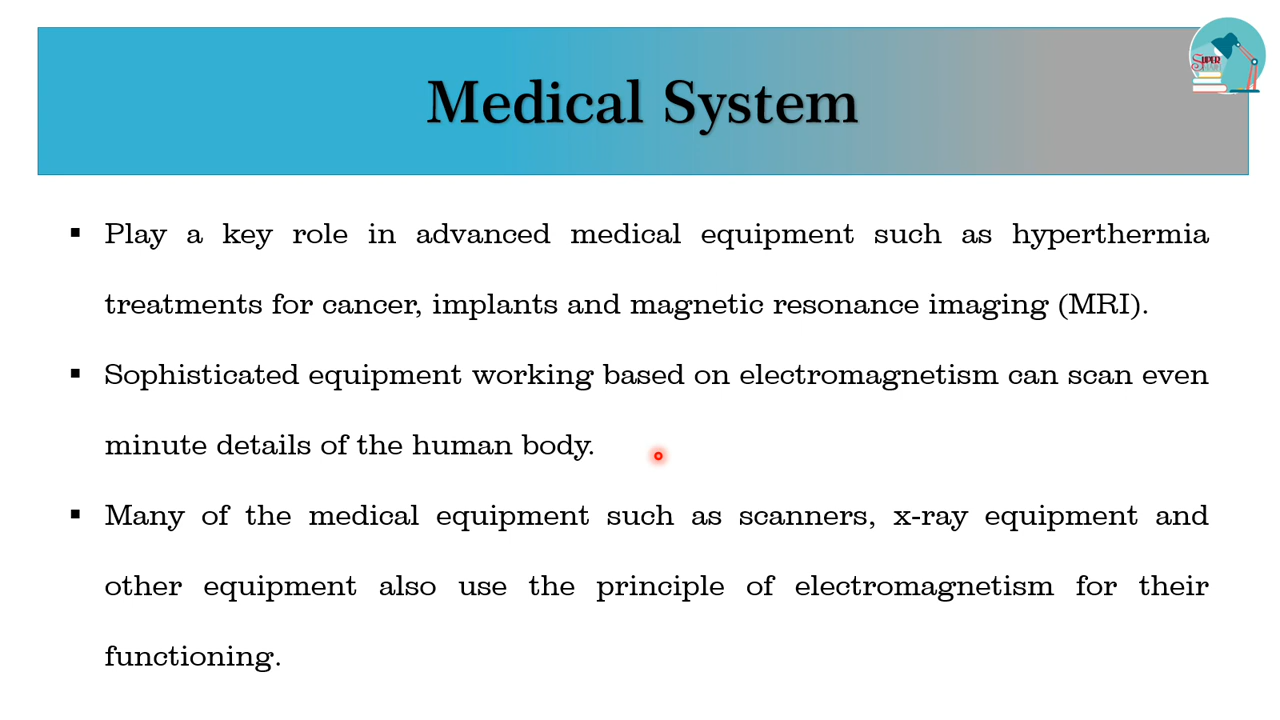 Medical System
SUPER
▪ Play a key role in advanced medical equipment such as hyperthermia
treatments for cancer, implants and magnetic resonance imaging (MRI).
▪ Sophisticated equipment working based on electromagnetism can scan even
minute details of the human body.
▪ Many of the medical equipment such as scanners, x-ray equipment and
other equipment also use the principle of electromagnetism for their
functioning.